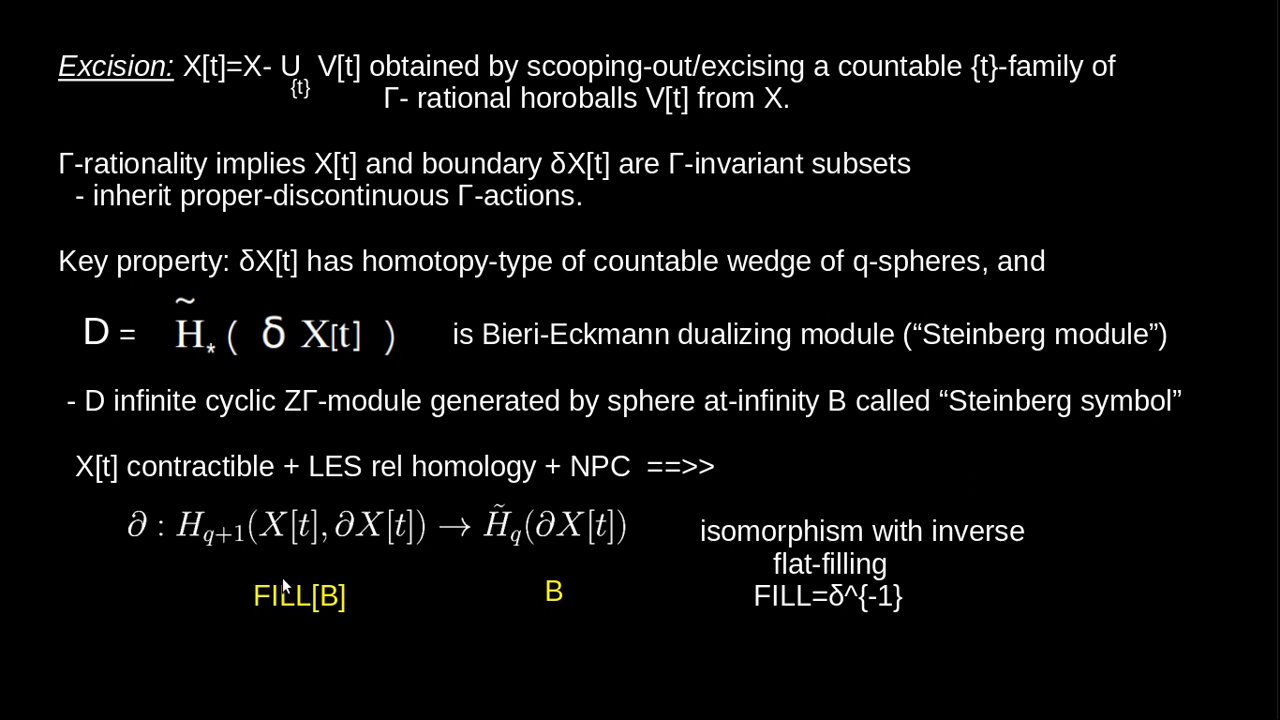 Excision: X[t]=X- U V[t] obtained by scooping-out/excising a countable {t}-family of
{t}
Γ- rational horoballs V[t] from X.
Γ-rationality implies X[t] and boundary δX[t] are Γ-invariant subsets
- inherit proper-discontinuous Γ-actions.
Key property: δX[t] has homotopy-type of countable wedge of q-spheres, and
D = H̃_* ( δ X[t] ) is Bieri-Eckmann dualizing module (“Steinberg module”)
- D infinite cyclic ZΓ-module generated by sphere at-infinity B called “Steinberg symbol”
X[t] contractible + LES rel homology + NPC ==>>
∂ : H_{q+1}(X[t], ∂X[t]) → H̃_q(∂X[t]) isomorphism with inverse
flat-filling
FILL[B] B FILL=δ^{-1}